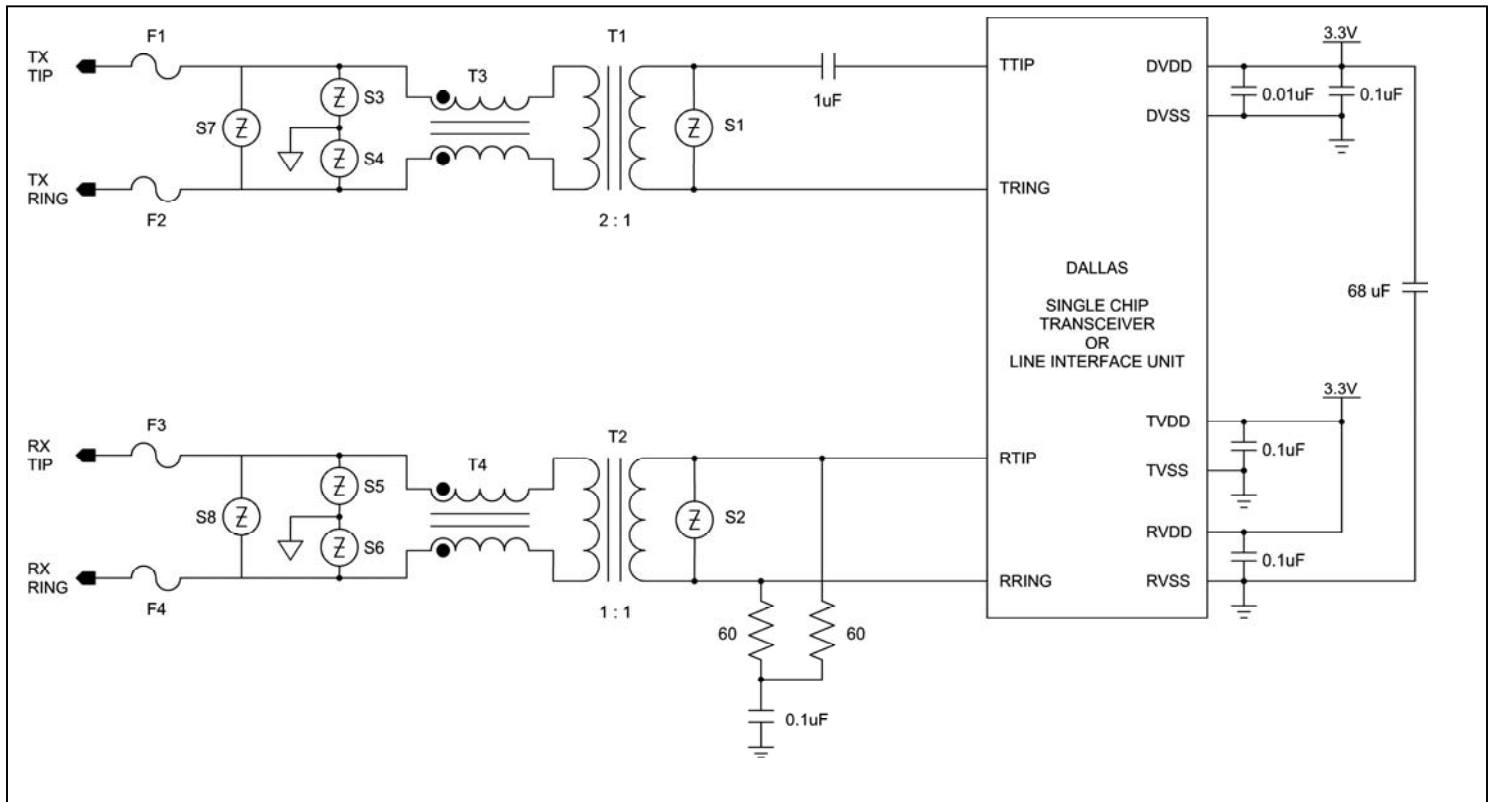 F1
T1
3.3V
TX
TIP
T3
S3
TTIP
DVDD
1uF
0.01uF
0.1uF
S7
S1
DVSS
S4
TX
RING
TRING
F2
2 : 1
DALLAS
SINGLE CHIP
TRANSCEIVER
OR
LINE INTERFACE UNIT
68 uF
3.3V
F3
T2
TVDD
RX
TIP
T4
RTIP
0.1uF
S5
TVSS
S8
S2
S6
RVDD
0.1uF
RX
RING
RRING
RVSS
F4
1 : 1
60
60
0.1uF